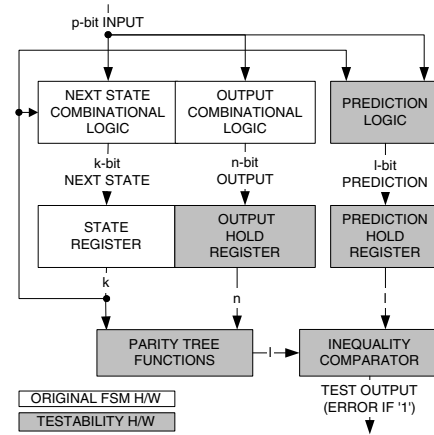 p-bit INPUT
NEXT STATE
COMBINATIONAL
LOGIC
OUTPUT
COMBINATIONAL
LOGIC
PREDICTION
LOGIC
k-bit
NEXT STATE
n-bit
OUTPUT
l-bit
PREDICTION
STATE
REGISTER
OUTPUT
HOLD
REGISTER
PREDICTION
HOLD
REGISTER
k
n
l
PARITY TREE
FUNCTIONS
l
INEQUALITY
COMPARATOR
ORIGINAL FSM H/W
TESTABILITY H/W
TEST OUTPUT
(ERROR IF '1')